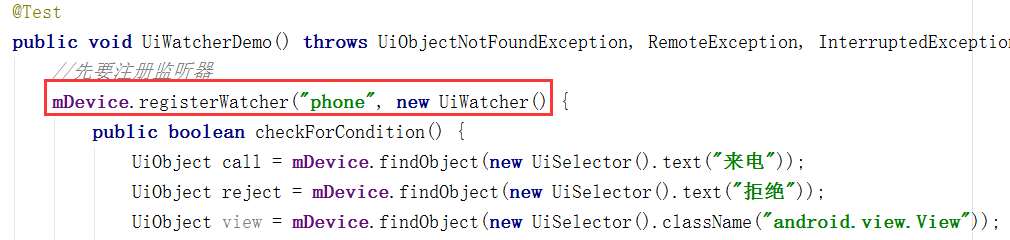 @Test
public void UiWatcherDemo() throws UiObjectNotFoundException, RemoteException, InterruptedException
//先要注册监听器
mDevice.registerWatcher("phone", new UiWatcher() {
public boolean checkForCondition() {
UiObject call = mDevice.findObject(new UiSelector().text("来电"));
UiObject reject = mDevice.findObject(new UiSelector().text("拒绝"));
UiObject view = mDevice.findObject(new UiSelector().className("android.view.View"));